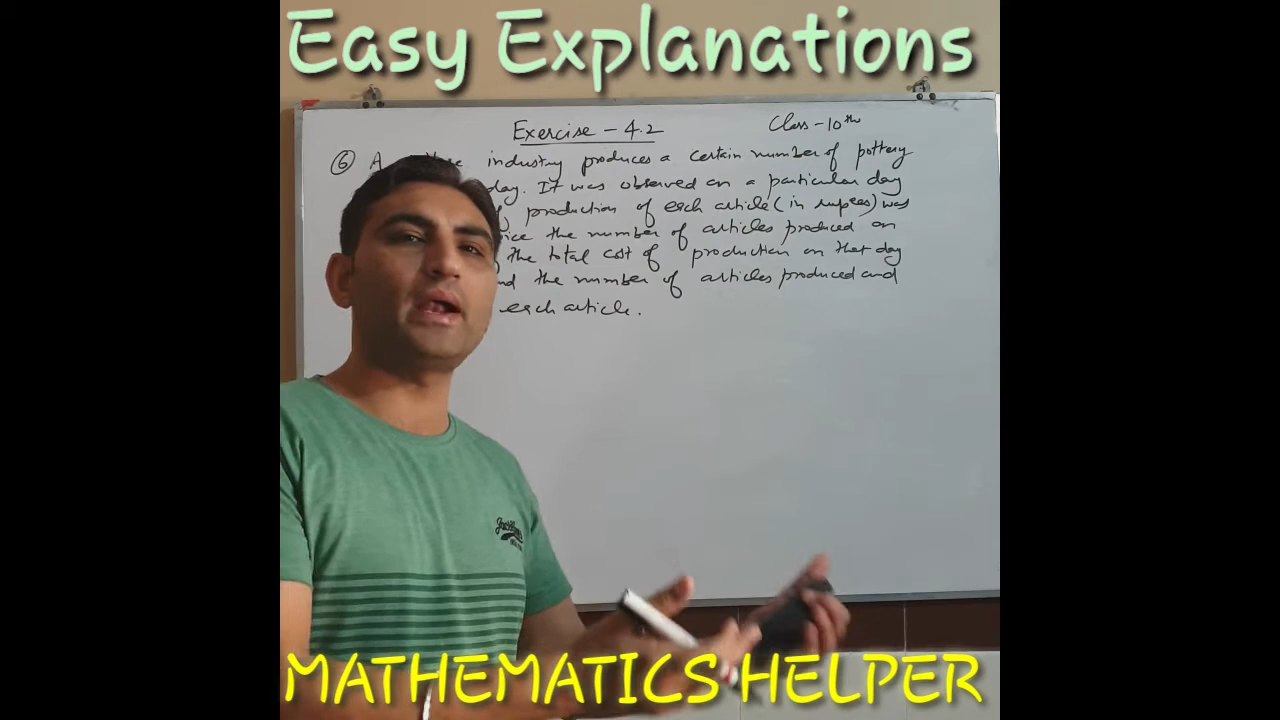 Easy Explanations
Exercise - 4.2
Class - 10th
6 A industry produces a certain number of pottery
day. It was observed on a particular day
production of each article (in rupees) was
the number of articles produced on
the total cost of production on that day
the number of articles produced and
each article.
MATHEMATICS HELPER